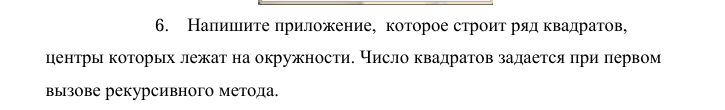 6. Напишите приложение, которое строит ряд квадратов,
центры которых лежат на окружности. Число квадратов задается при первом
вызове рекурсивного метода.